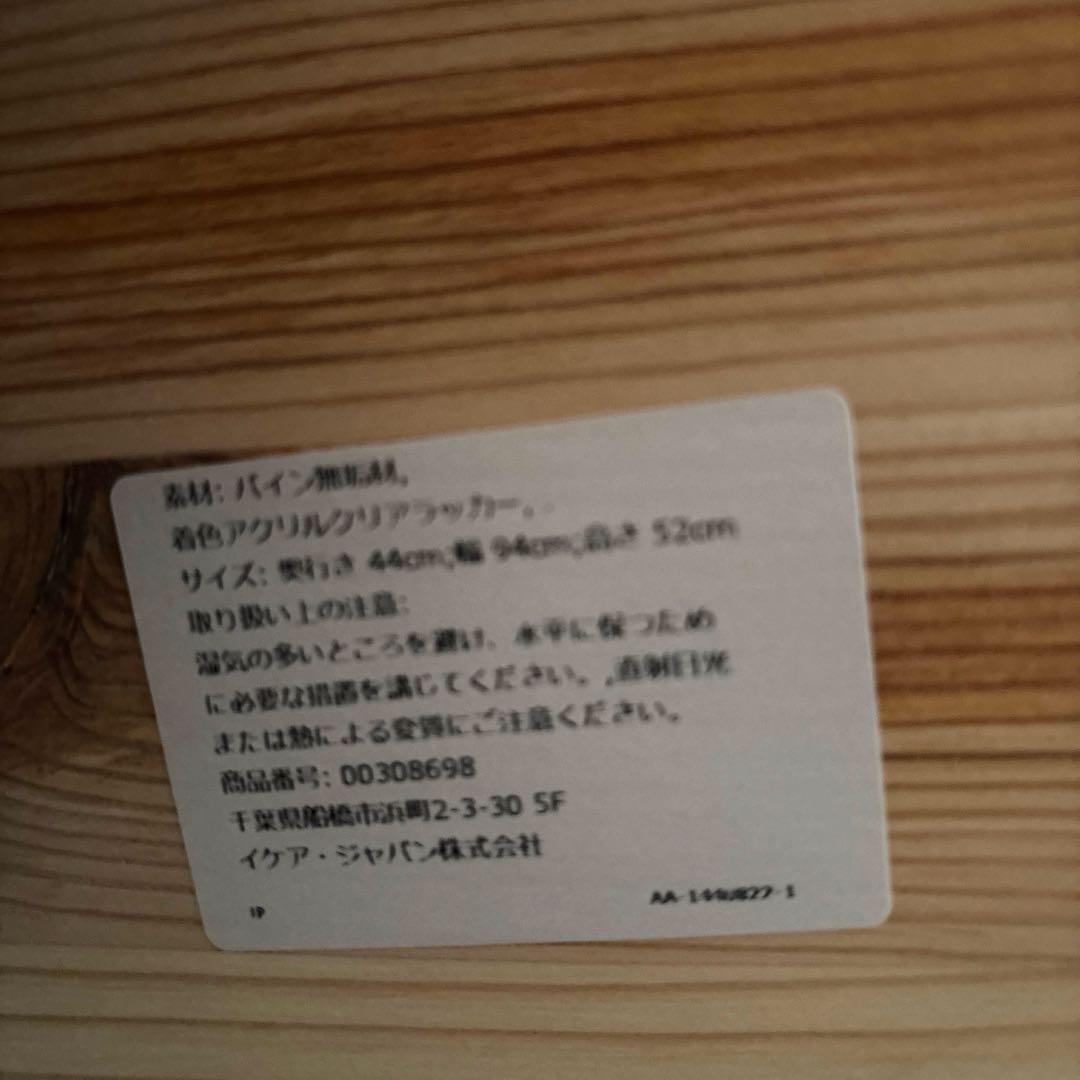 素材: パイン無垢材。
着色アクリルクリアラッカー。.
サイズ: 奥行き 44cm;幅 94cm;高さ 52cm
取り扱い上の注意:
湿気の多いところを避け、水平に保つため
に必要な措置を講じてください。,直射日光
または熱による変質にご注意ください。
商品番号: 00308698
千葉県船橋市浜町2-3-30 5F
イケア・ジャパン株式会社
JP